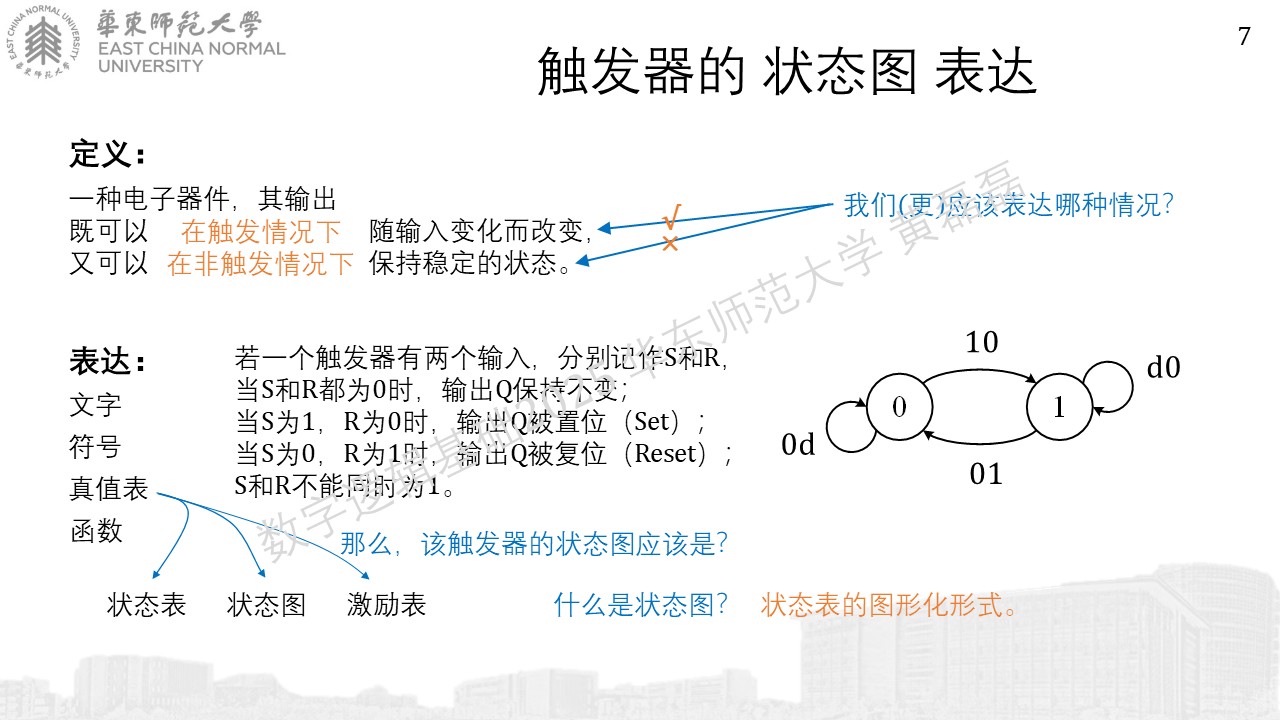 EAST CHINA NORMAL UNIVERSITY
華東師范大學
華東師范大學
EAST CHINA NORMAL
UNIVERSITY
7
触发器的 状态图 表达
定义：
一种电子器件，其输出
既可以 在触发情况下 随输入变化而改变，
又可以 在非触发情况下 保持稳定的状态。
√
×
我们(更)应该表达哪种情况?
表达：
文字
符号
真值表
函数
若一个触发器有两个输入，分别记作S和R，
当S和R都为0时，输出Q保持不变；
当S为1，R为0时，输出Q被置位（Set）；
当S为0，R为1时，输出Q被复位（Reset）；
S和R不能同时为1。
10
0
1
d0
0d
01
那么，该触发器的状态图应该是?
状态表 状态图 激励表
什么是状态图? 状态表的图形化形式。
数字逻辑基础2025 华东师范大学 黄磊磊